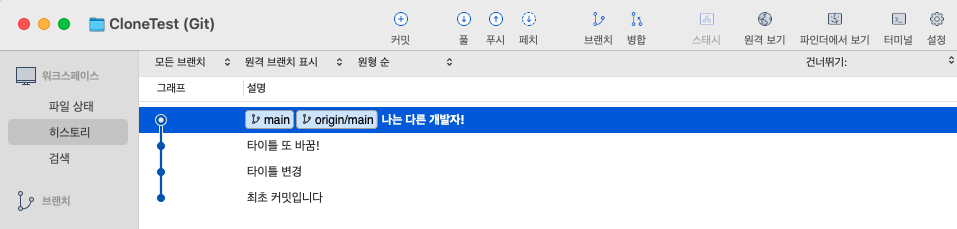 CloneTest (Git)
커밋 풀 푸시 페치 브랜치 병합 스태시 원격 보기 파인더에서 보기 터미널 설정
워크스페이스
파일 상태
히스토리
검색
브랜치
모든 브랜치 원격 브랜치 표시 원형 순 건너뛰기:
그래프 설명
main origin/main 나는 다른 개발자!
타이틀 또 바꿈!
타이틀 변경
최초 커밋입니다